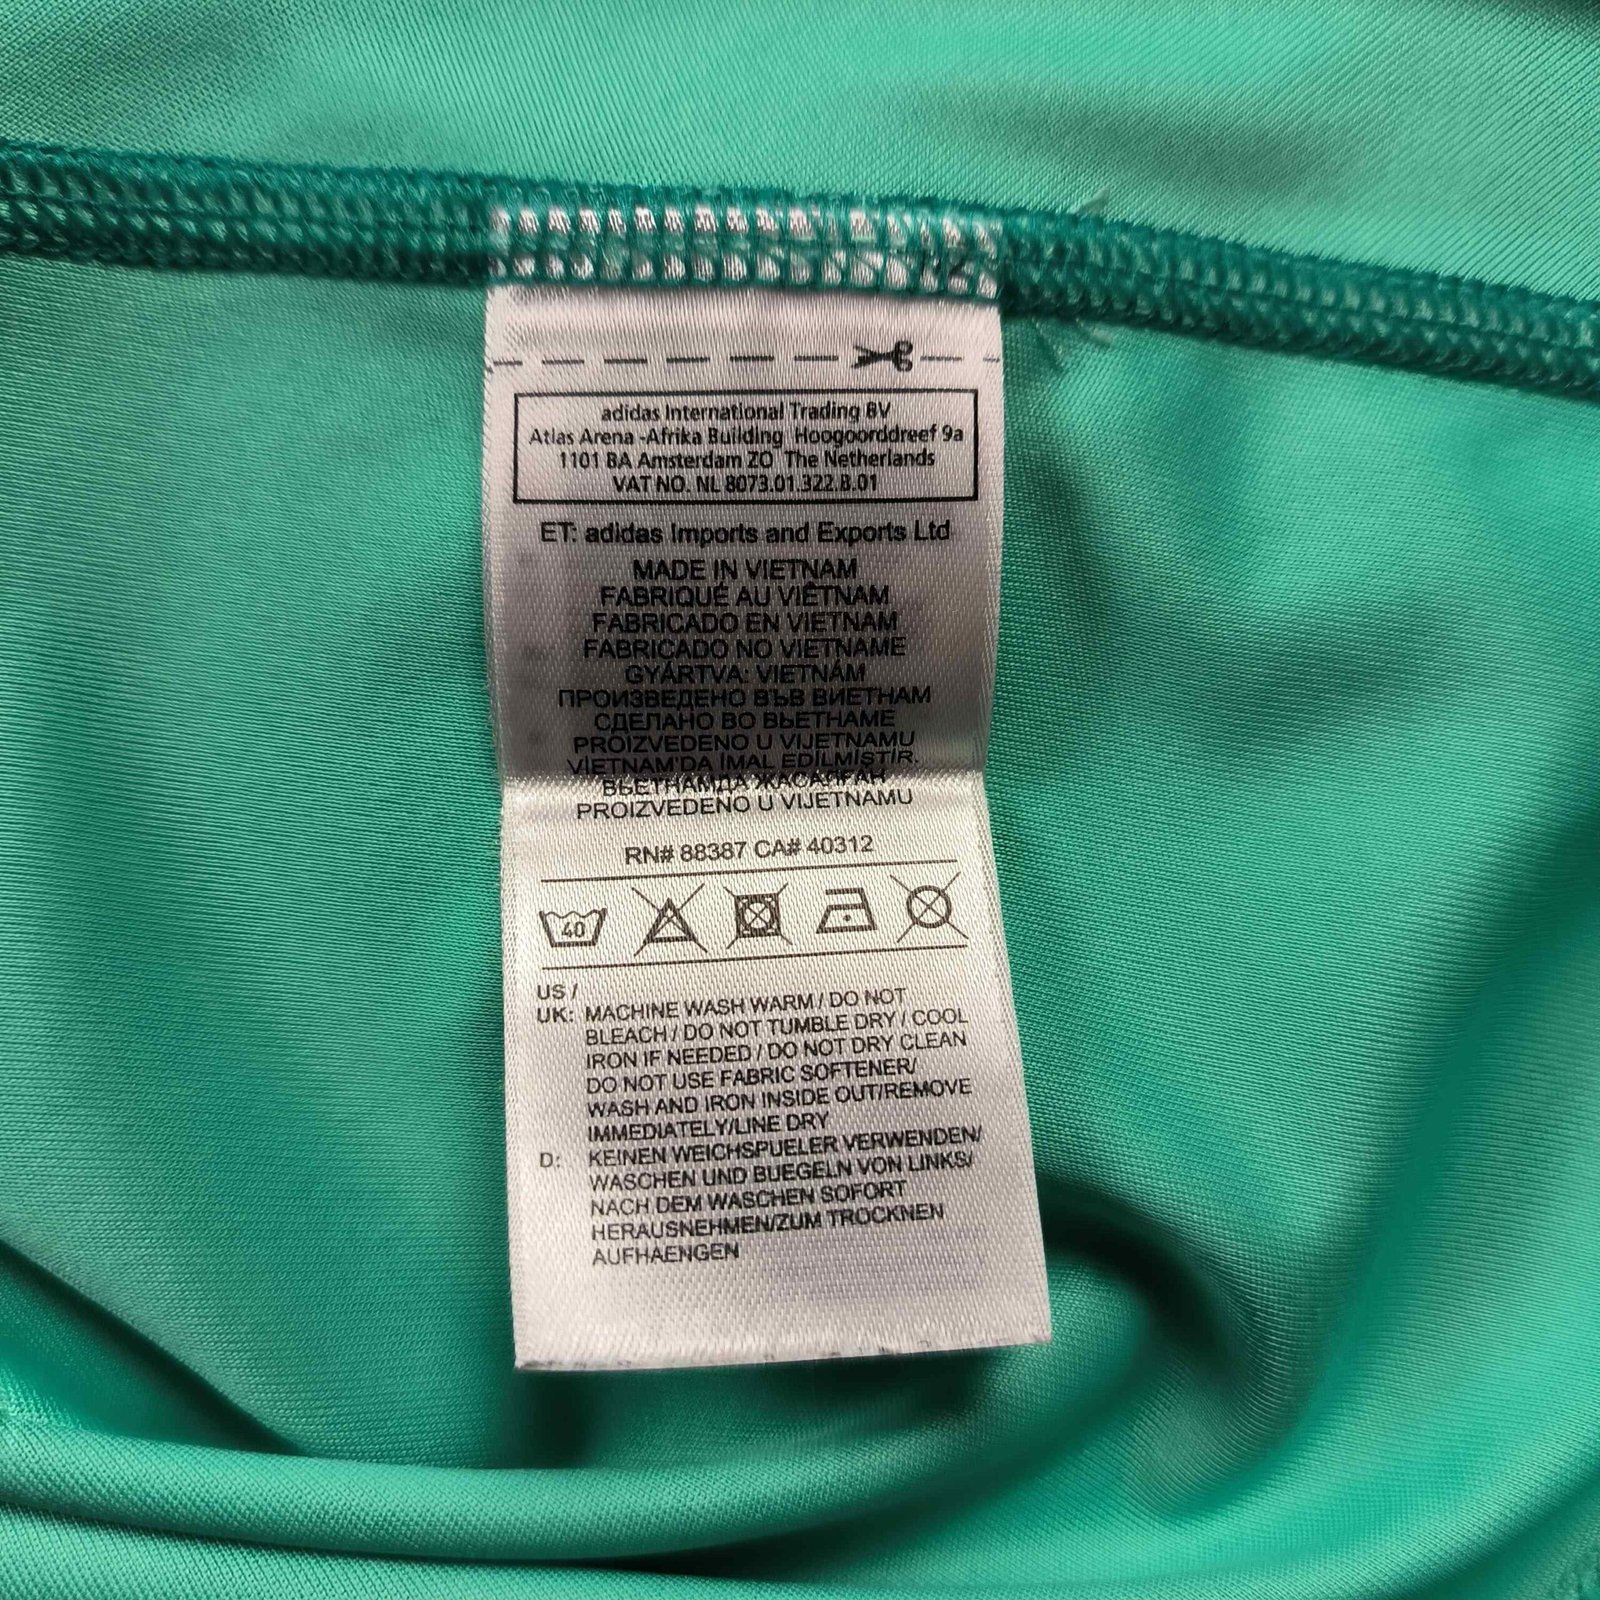 adidas International Trading BV
Atlas Arena -Afrika Building Hoogoorddreef 9a
1101 BA Amsterdam ZO The Netherlands
VAT NO. NL 8073.01.322.B.01
ET: adidas Imports and Exports Ltd
MADE IN VIETNAM
FABRIQUÉ AU VIÊTNAM
FABRICADO EN VIETNAM
FABRICADO NO VIETNAME
GYÁRTVA: VIETNÁM
ПРОИЗВЕДЕНО ВЪВ ВИЕТНАМ
СДЕЛАНО ВО ВЬЕТНАМЕ
PROIZVEDENO U VIJETNAMU
VİETNAM'DA İMAL EDİLMİŞTİR.
ВЬЕТНАМДА ЖАСАЛҒАН
PROIZVEDENO U VIJETNAMU
RN# 88387 CA# 40312
40
US /
UK: MACHINE WASH WARM / DO NOT
BLEACH / DO NOT TUMBLE DRY / COOL
IRON IF NEEDED / DO NOT DRY CLEAN
DO NOT USE FABRIC SOFTENER/
WASH AND IRON INSIDE OUT/REMOVE
IMMEDIATELY/LINE DRY
D: KEINEN WEICHSPUELER VERWENDEN/
WASCHEN UND BUEGELN VON LINKS/
NACH DEM WASCHEN SOFORT
HERAUSNEHMEN/ZUM TROCKNEN
AUFHAENGEN